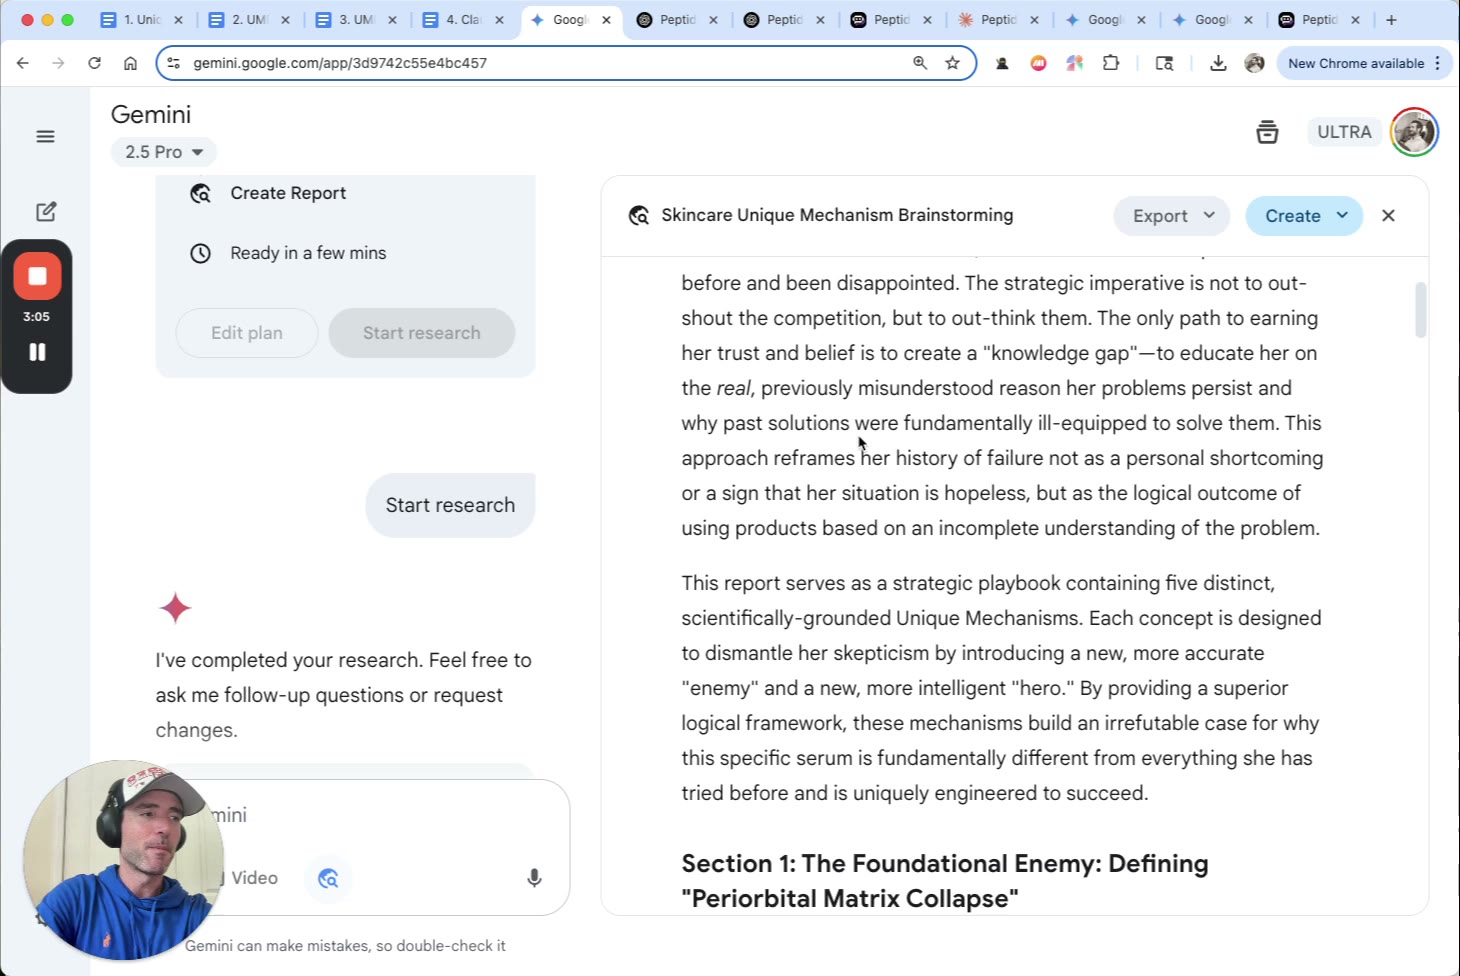 1. Unic
2. UMI
3. UMI
4. Cla
Googl
Peptid
Peptid
Peptid
Peptid
Googl
Googl
Peptid
gemini.google.com/app/3d9742c55e4bc457
New Chrome available
Gemini
2.5 Pro
ULTRA
Create Report
Ready in a few mins
Edit plan
Start research
3:05
Start research
I've completed your research. Feel free to
ask me follow-up questions or request
changes.
mini
Video
Gemini can make mistakes, so double-check it
Skincare Unique Mechanism Brainstorming
Export
Create
before and been disappointed. The strategic imperative is not to out-
shout the competition, but to out-think them. The only path to earning
her trust and belief is to create a "knowledge gap"—to educate her on
the real, previously misunderstood reason her problems persist and
why past solutions were fundamentally ill-equipped to solve them. This
approach reframes her history of failure not as a personal shortcoming
or a sign that her situation is hopeless, but as the logical outcome of
using products based on an incomplete understanding of the problem.
This report serves as a strategic playbook containing five distinct,
scientifically-grounded Unique Mechanisms. Each concept is designed
to dismantle her skepticism by introducing a new, more accurate
"enemy" and a new, more intelligent "hero." By providing a superior
logical framework, these mechanisms build an irrefutable case for why
this specific serum is fundamentally different from everything she has
tried before and is uniquely engineered to succeed.
Section 1: The Foundational Enemy: Defining
"Periorbital Matrix Collapse"